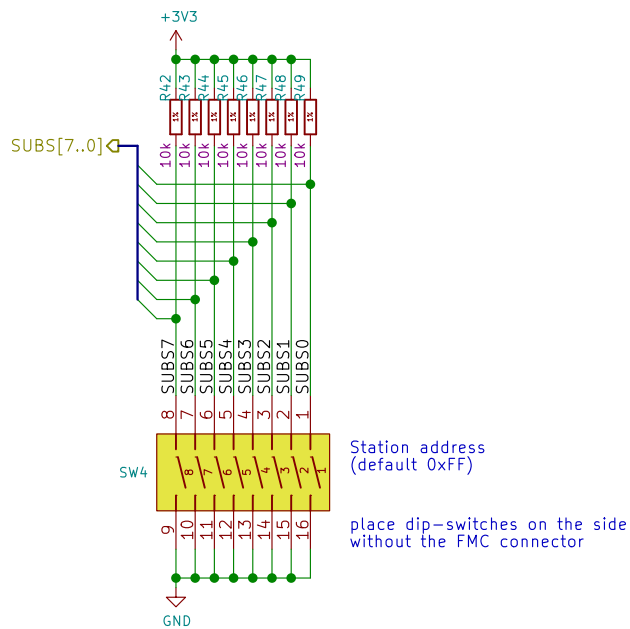 +3V3
R42
R43
R44
R45
R46
R47
R48
R49
1%
1%
1%
1%
1%
1%
1%
1%
10k
10k
10k
10k
10k
10k
10k
10k
SUBS[7..0]
SUBS7
SUBS6
SUBS5
SUBS4
SUBS3
SUBS2
SUBS1
SUBS0
8
7
6
5
4
3
2
1
SW4
8
7
6
5
4
3
2
1
9
10
11
12
13
14
15
16
Station address
(default 0xFF)
place dip-switches on the side
without the FMC connector
GND